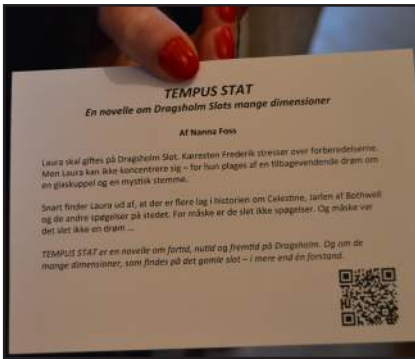 TEMPUS STAT
En novelle om Dragsholm Slots mange dimensioner
Af Nanna Foss
Laura skal giftes på Dragsholm Slot. Kæresten Frederik stresser over forberedelserne.
Men Laura kan ikke koncentrere sig – for hun plages af en tilbagevendende drøm om
en glaskuppel og en mystisk stemme.
Snart finder Laura ud af, at der er flere lag i historien om Celestine, Jarlen af Bothwell
og de andre spøgelser på stedet. For måske er de slet ikke spøgelser. Og måske var
det slet ikke en drøm ...
TEMPUS STAT er en novelle om fortid, nutid og fremtid på Dragsholm. Og om de
mange dimensioner, som findes på det gamle slot – i mere end én forstand.